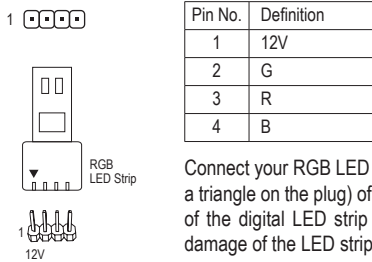 1
Pin No. Definition
1 12V
2 G
3 R
4 B
RGB
LED Strip
1
12V
Connect your RGB LED
a triangle on the plug) of
of the digital LED strip
damage of the LED strip